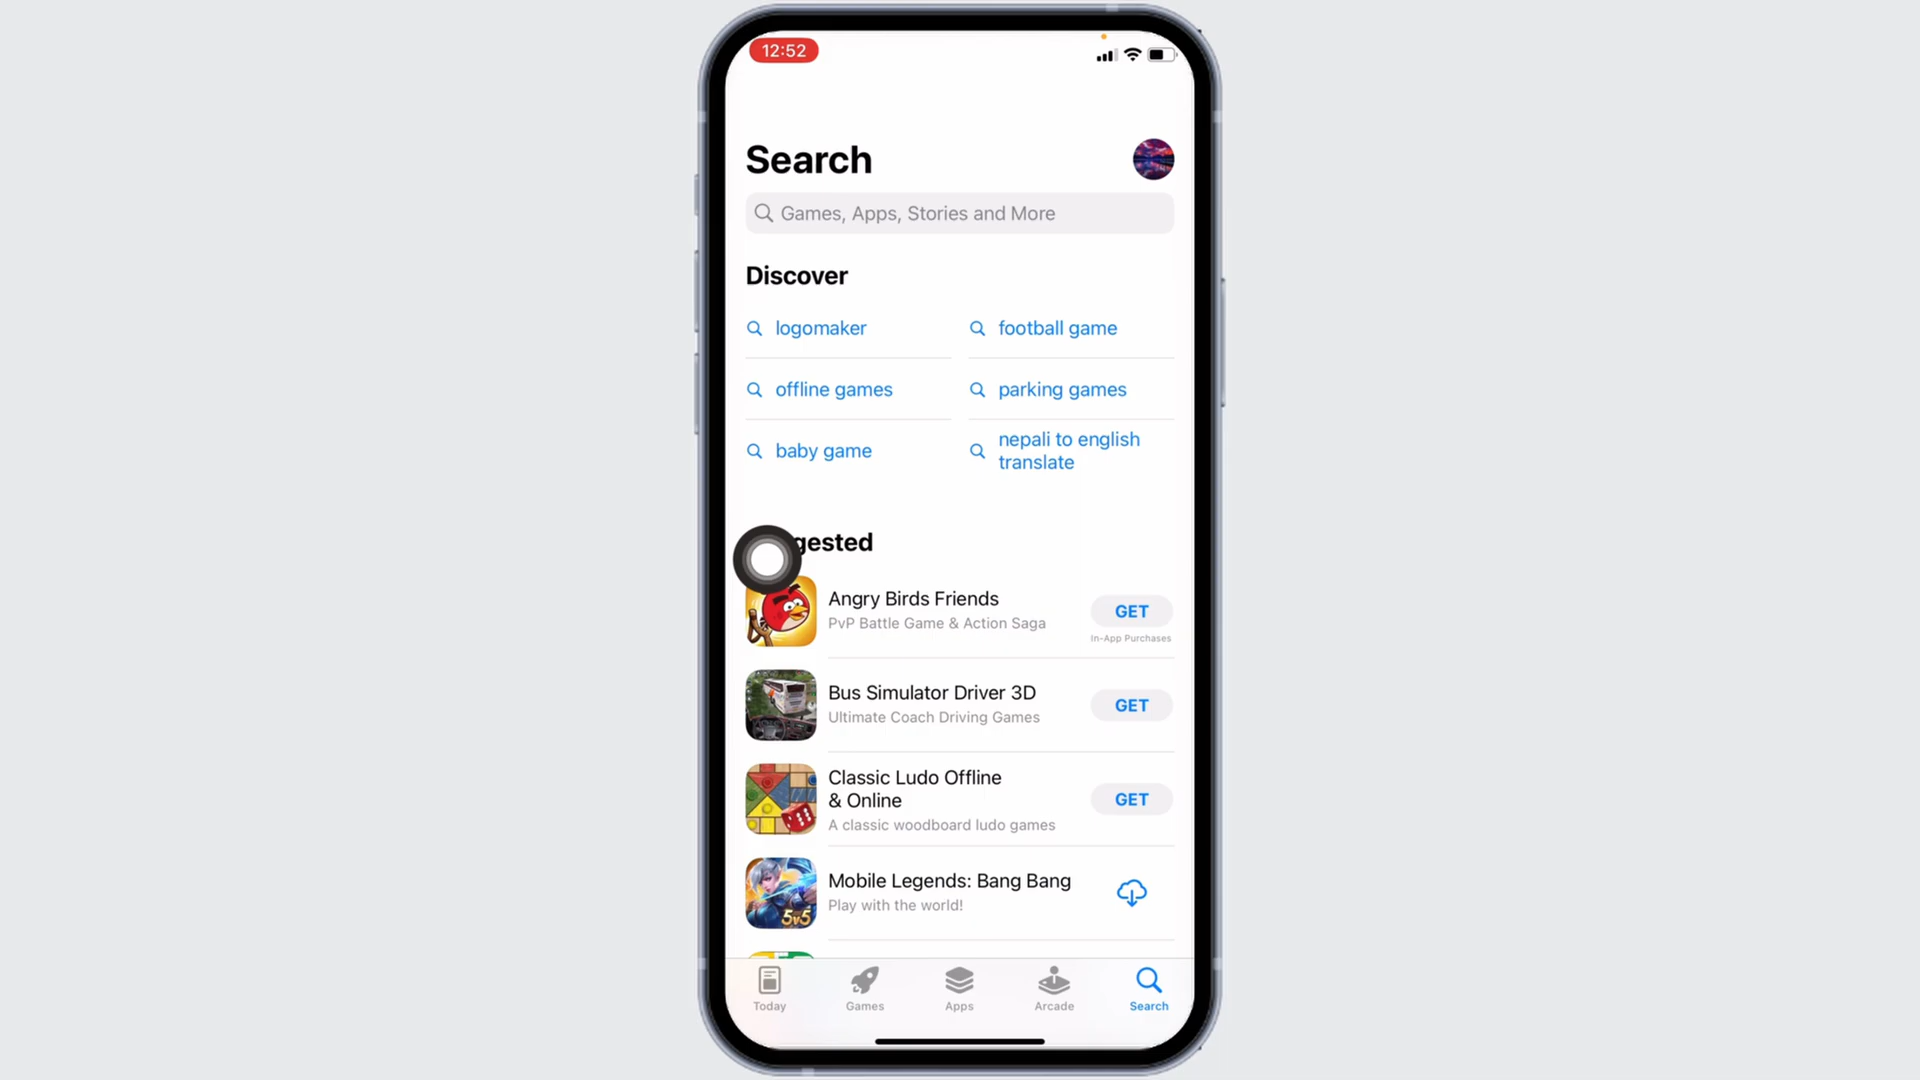 12:52
Search
Games, Apps, Stories and More
Discover
logomaker
football game
offline games
parking games
baby game
nepali to english
translate
gested
Angry Birds Friends
PvP Battle Game & Action Saga
GET
In-App Purchases
Bus Simulator Driver 3D
Ultimate Coach Driving Games
GET
Classic Ludo Offline
& Online
A classic woodboard ludo games
GET
Mobile Legends: Bang Bang
Play with the world!
5v5
Today
Games
Apps
Arcade
Search